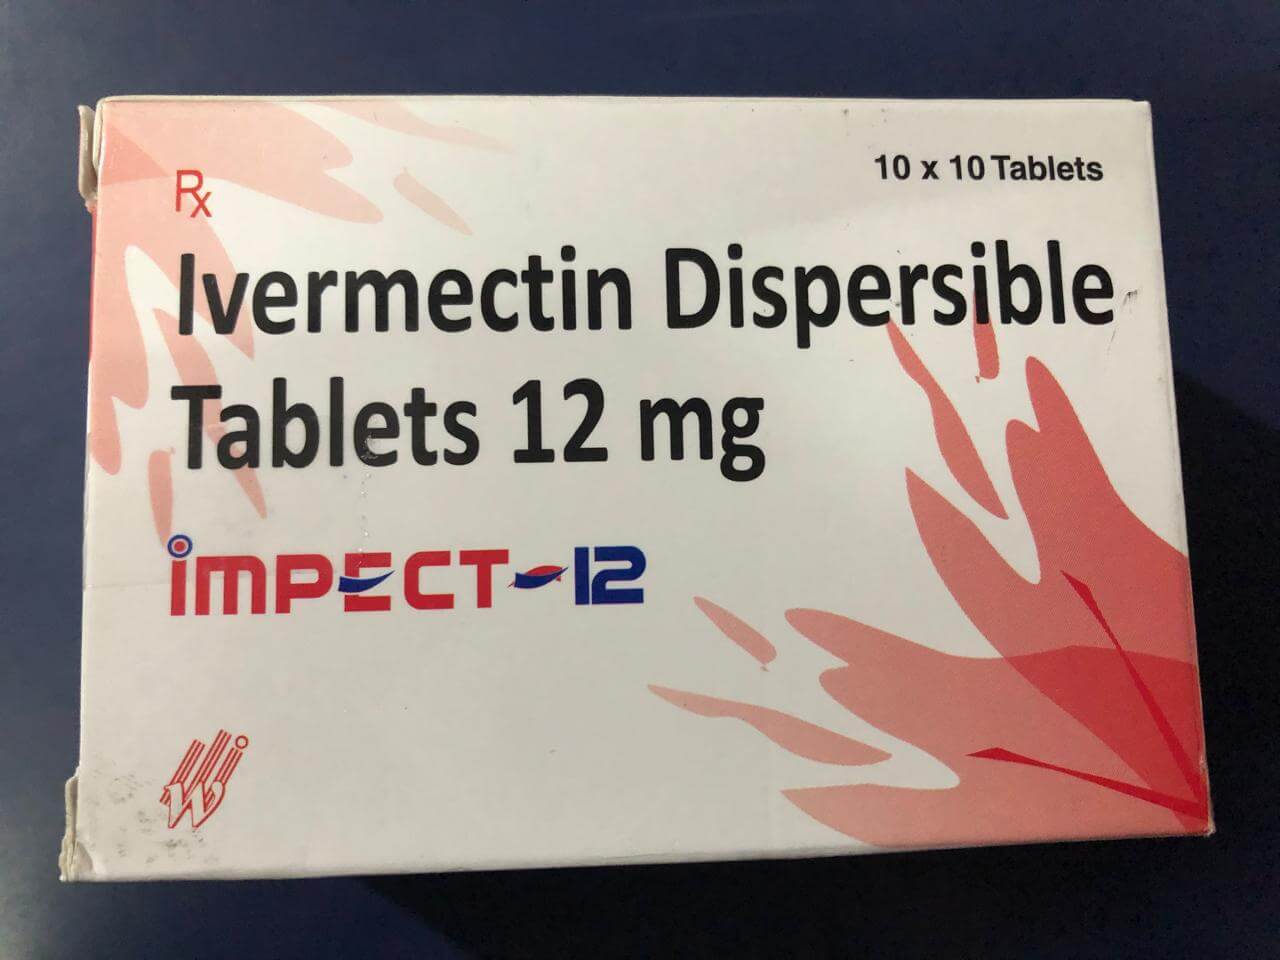 10 x 10 Tablets
Rx
Ivermectin Dispersible
Tablets 12 mg
IMPECT-12